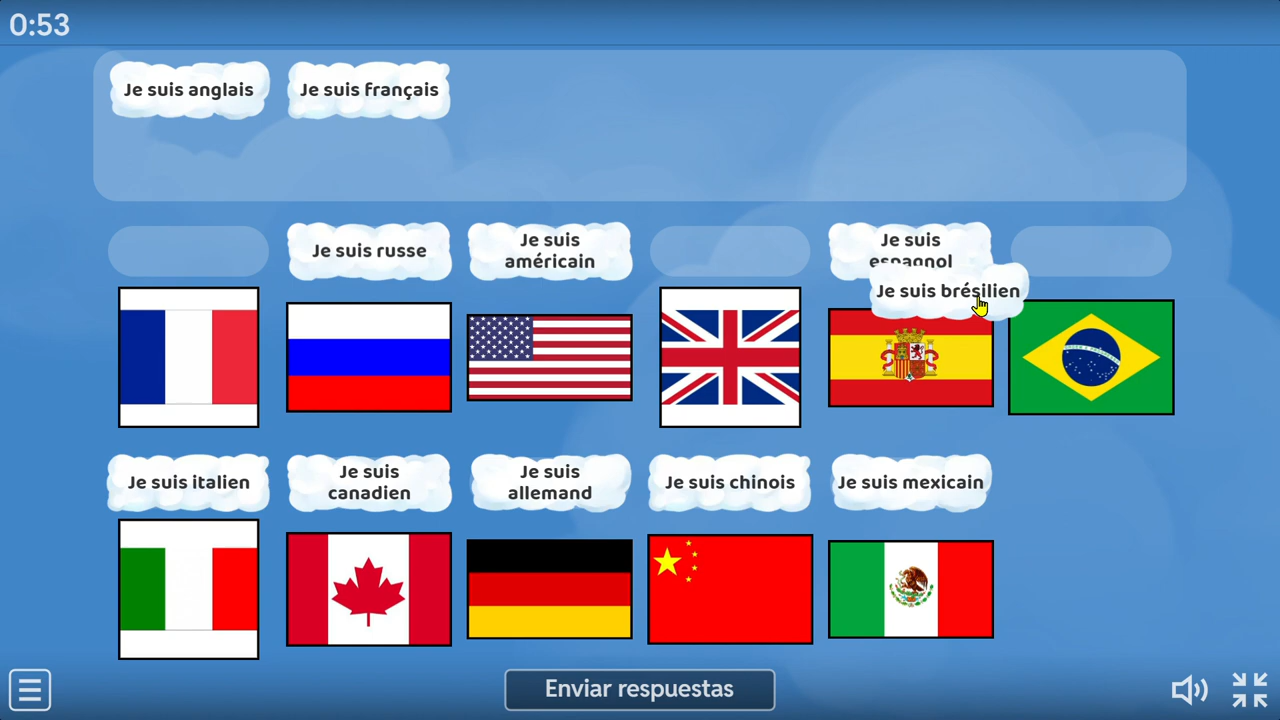 0:53
Je suis anglais
Je suis français
Je suis russe
Je suis
américain
Je suis
espagnol
Je suis brésilien
Je suis italien
Je suis
canadien
Je suis
allemand
Je suis chinois
Je suis mexicain
Enviar respuestas